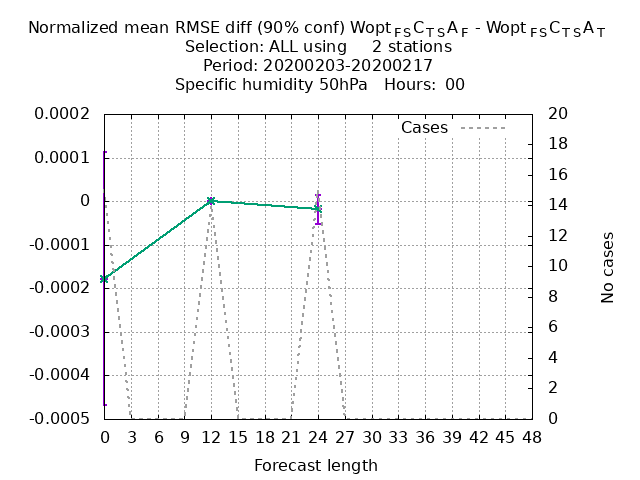 Normalized mean RMSE diff (90% conf) Wopt FS C TS A F - Wopt FS C TS A T
Selection: ALL using 2 stations
Period: 20200203-20200217
Specific humidity 50hPa Hours: 00
Cases
0.0002
0.0001
0
-0.0001
-0.0002
-0.0003
-0.0004
-0.0005
20
18
16
14
12
10
8
6
4
2
0
No cases
0 3 6 9 12 15 18 21 24 27 30 33 36 39 42 45 48
Forecast length